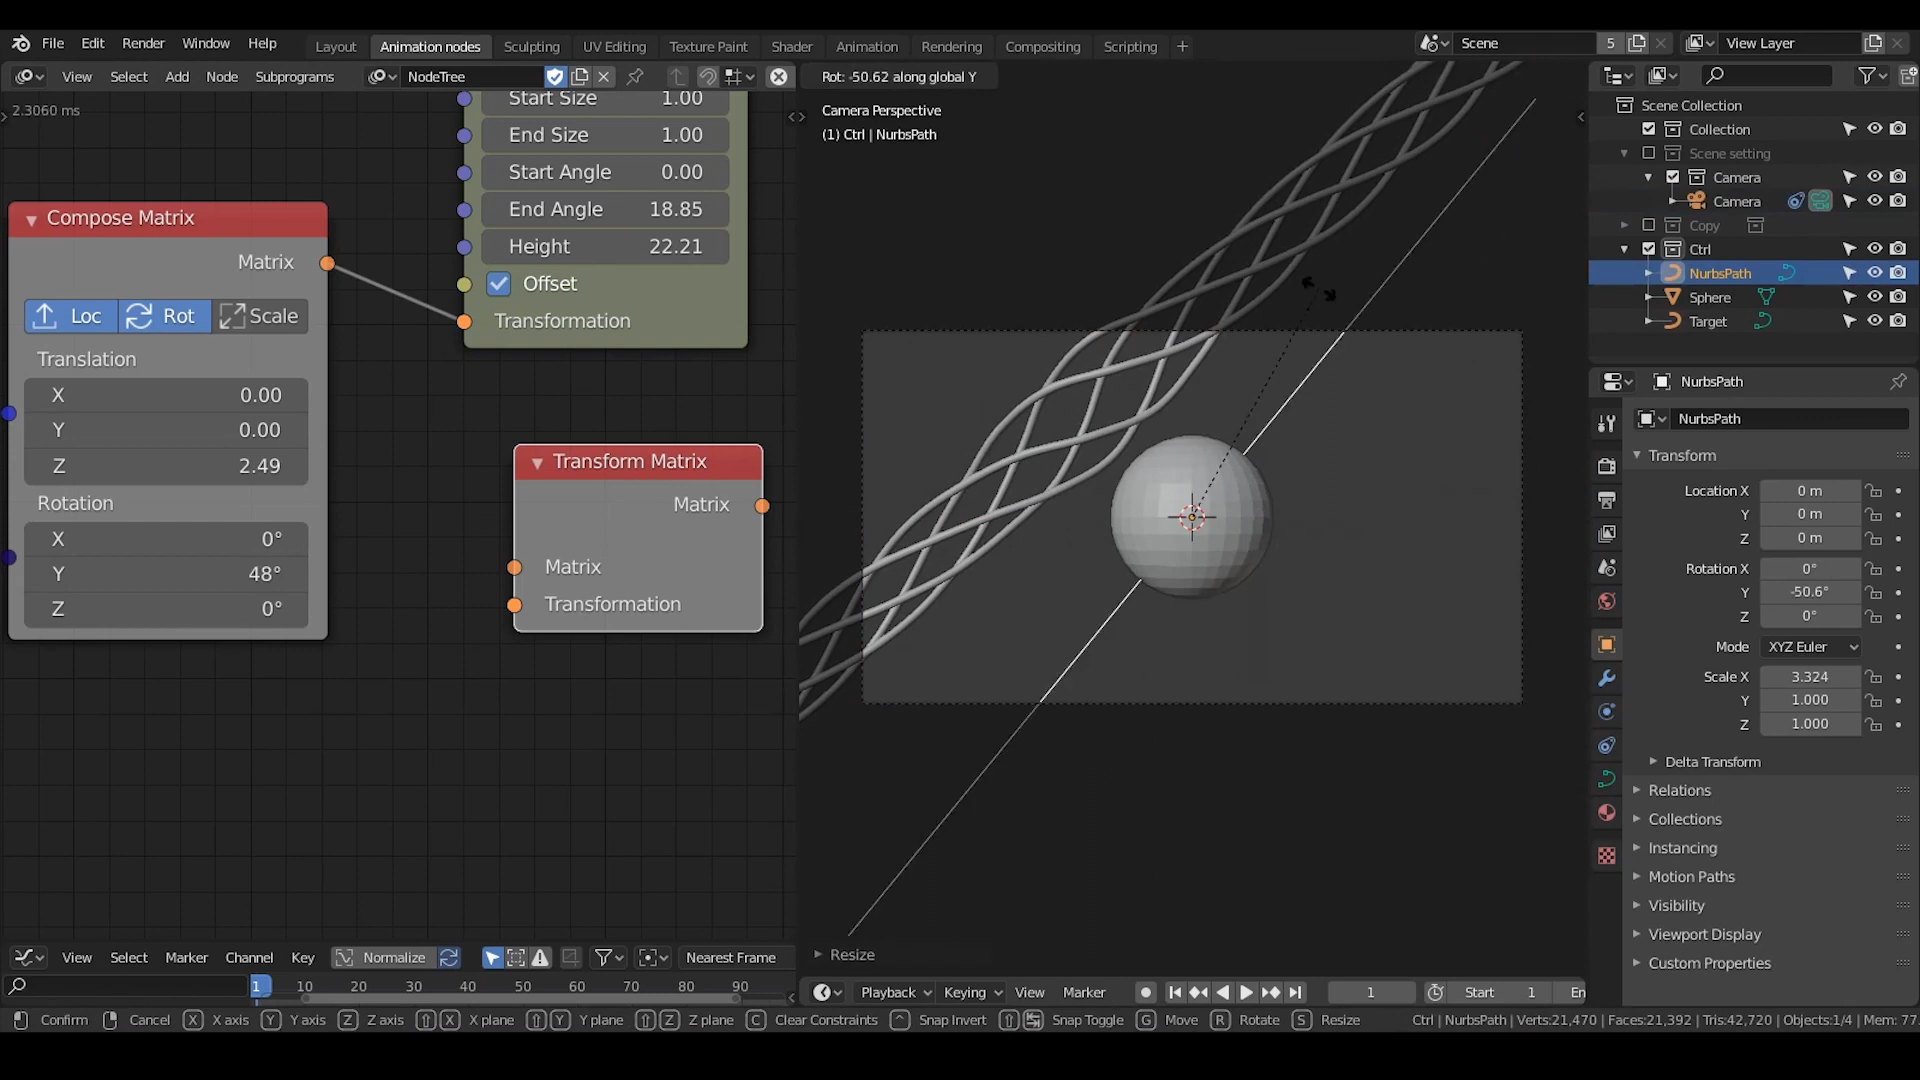 File Edit Render Window Help Layout Animation nodes Sculpting UV Editing Texture Paint Shader Animation Rendering Compositing Scripting + Scene 5 View Layer
View Select Add Node Subprograms NodeTree Rot: -50.62 along global Y
2.3060 ms
Start Size 1.00
End Size 1.00
Start Angle 0.00
End Angle 18.85
Height 22.21
Offset
Transformation
Compose Matrix
Matrix
Loc Rot Scale
Translation
X 0.00
Y 0.00
Z 2.49
Rotation
X 0°
Y 48°
Z 0°
Transform Matrix
Matrix
Matrix
Transformation
Camera Perspective
(1) Ctrl | NurbsPath
Resize
Scene Collection
Collection
Scene setting
Camera
Camera
Copy
Ctrl
NurbsPath
Sphere
Target
NurbsPath
NurbsPath
Transform
Location X 0 m
Y 0 m
Z 0 m
Rotation X 0°
Y -50.6°
Z 0°
Mode XYZ Euler
Scale X 3.324
Y 1.000
Z 1.000
Delta Transform
Relations
Collections
Instancing
Motion Paths
Visibility
Viewport Display
Custom Properties
View Select Marker Channel Key Normalize Nearest Frame
1 10 20 30 40 50 60 70 80 90
Playback Keying View Marker 1 Start 1 En
Confirm Cancel X X axis Y Y axis Z Z axis X X plane Y Y plane Z Z plane C Clear Constraints Snap Invert Snap Toggle G Move R Rotate S Resize Ctrl | NurbsPath | Verts:21,470 | Faces:21,392 | Tris:42,720 | Objects:1/4 | Mem: 77.